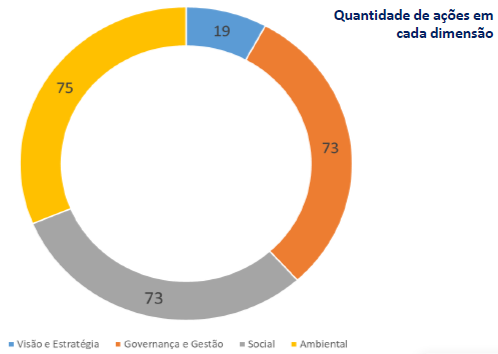 Quantidade de ações em
cada dimensão
19
75
73
73
Visão e Estratégia Governança e Gestão Social Ambiental